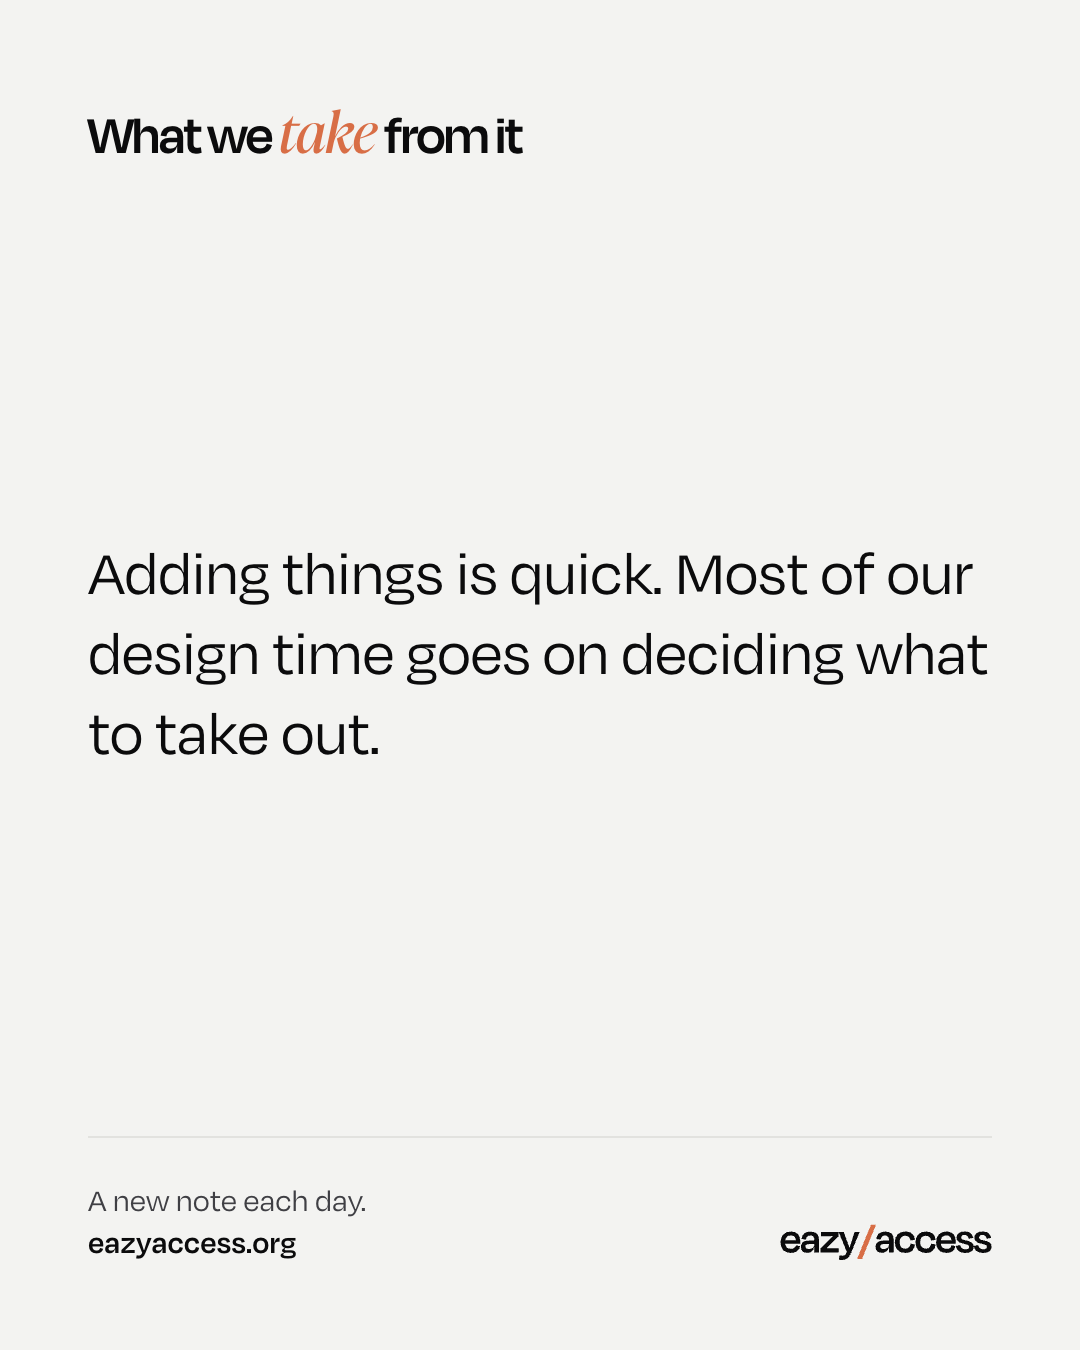 What we take from it
Adding things is quick. Most of our
design time goes on deciding what
to take out.
A new note each day.
eazyaccess.org
eazy/access